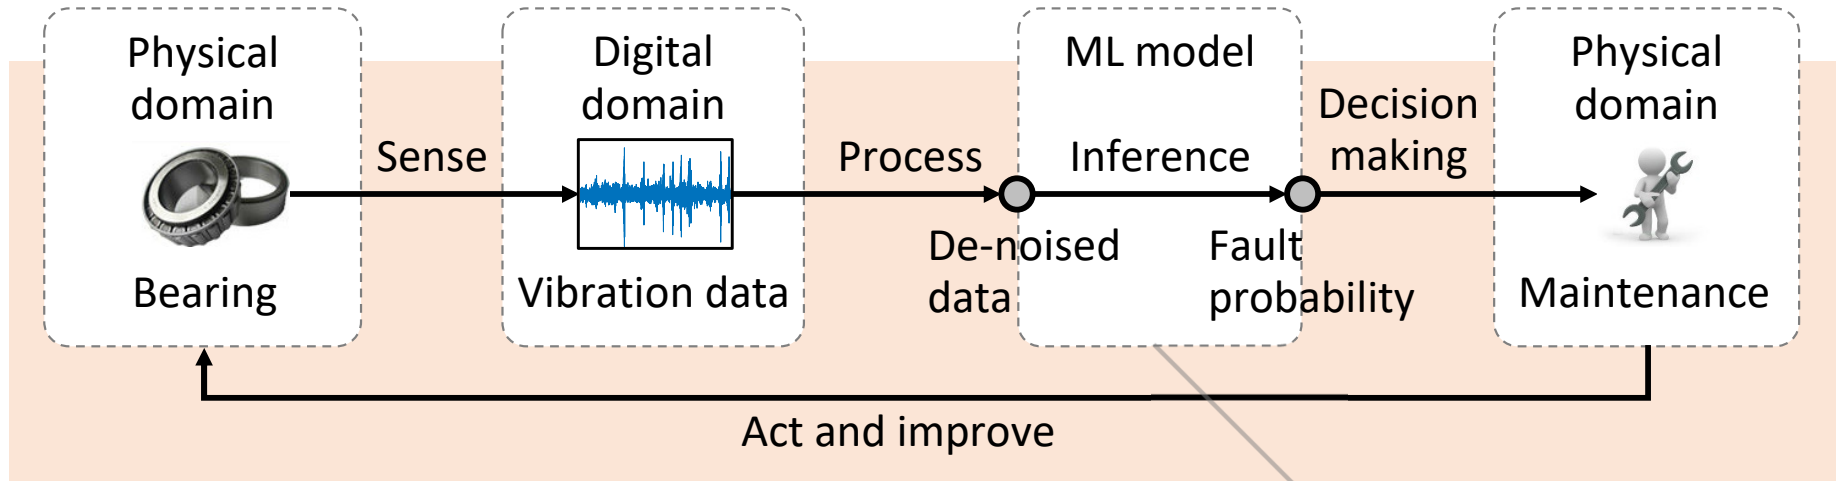 Physical
domain
Bearing
Sense
Digital
domain
Vibration data
Process
De-noised
data
ML model
Inference
Fault
probability
Decision
making
Physical
domain
Maintenance
Act and improve